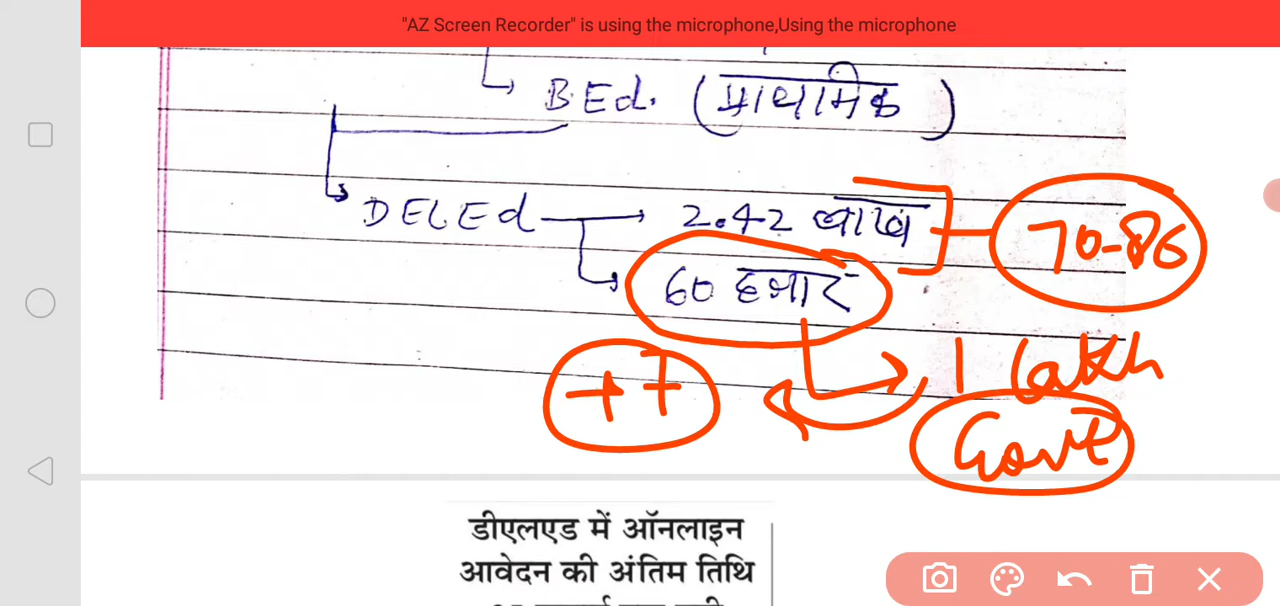 "AZ Screen Recorder" is using the microphone,Using the microphone
BEd. (प्राथमिक)
DELEd → 2.42 लाख
70-86
60 हजार
++
1 Lakh
Govt
डीएलएड में ऑनलाइन
आवेदन की अंतिम तिथि